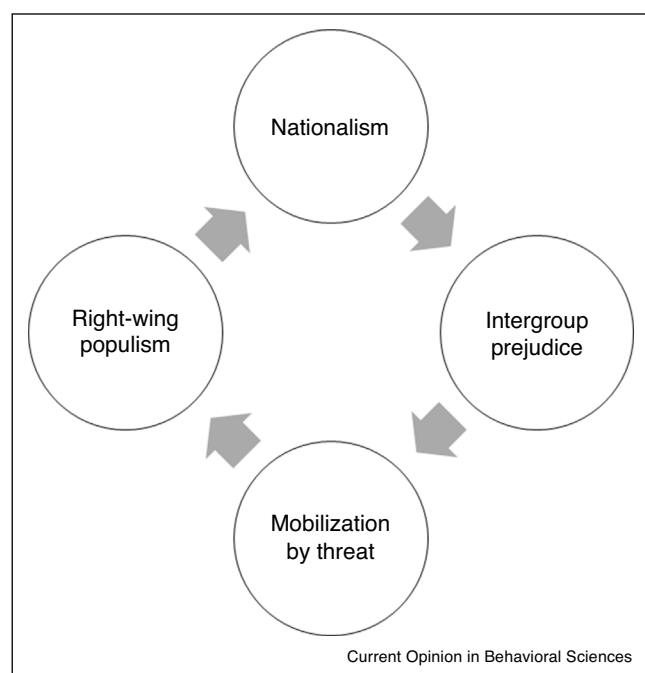 Nationalism
Right-wing
populism
Intergroup
prejudice
Mobilization
by threat
Current Opinion in Behavioral Sciences